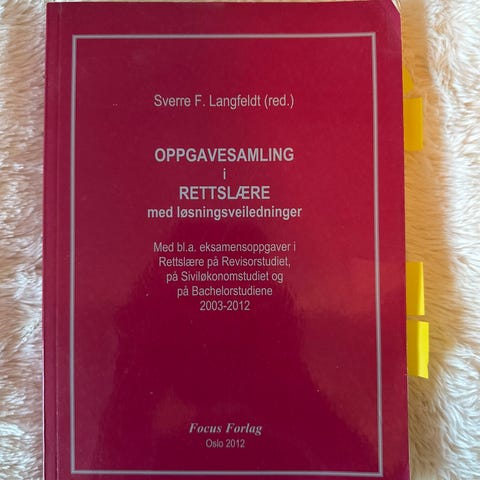 Sverre F. Langfeldt (red.)
OPPGAVESAMLING
i
RETTSLÆRE
med løsningsveiledninger
Med bl.a. eksamensoppgaver i
Rettslære på Revisorstudiet,
på Siviløkonomstudiet og
på Bachelorstudiene
2003-2012
Focus Forlag
Oslo 2012